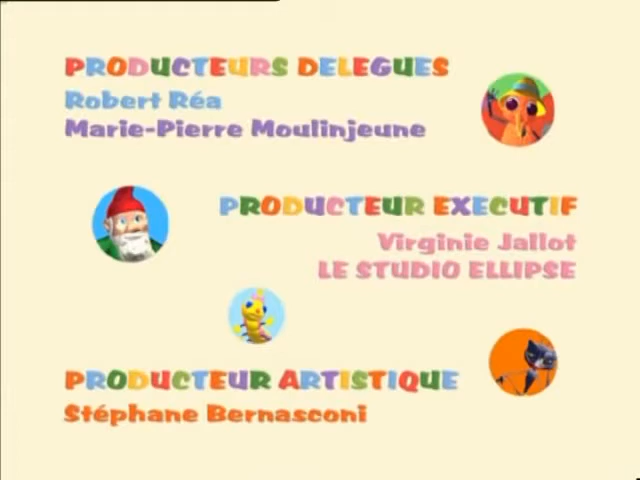 PRODUCTEURS DELEGUES
Robert Réa
Marie-Pierre Moulinjeune
PRODUCTEUR EXECUTIF
Virginie Jallot
LE STUDIO ELLIPSE
PRODUCTEUR ARTISTIQUE
Stéphane Bernasconi